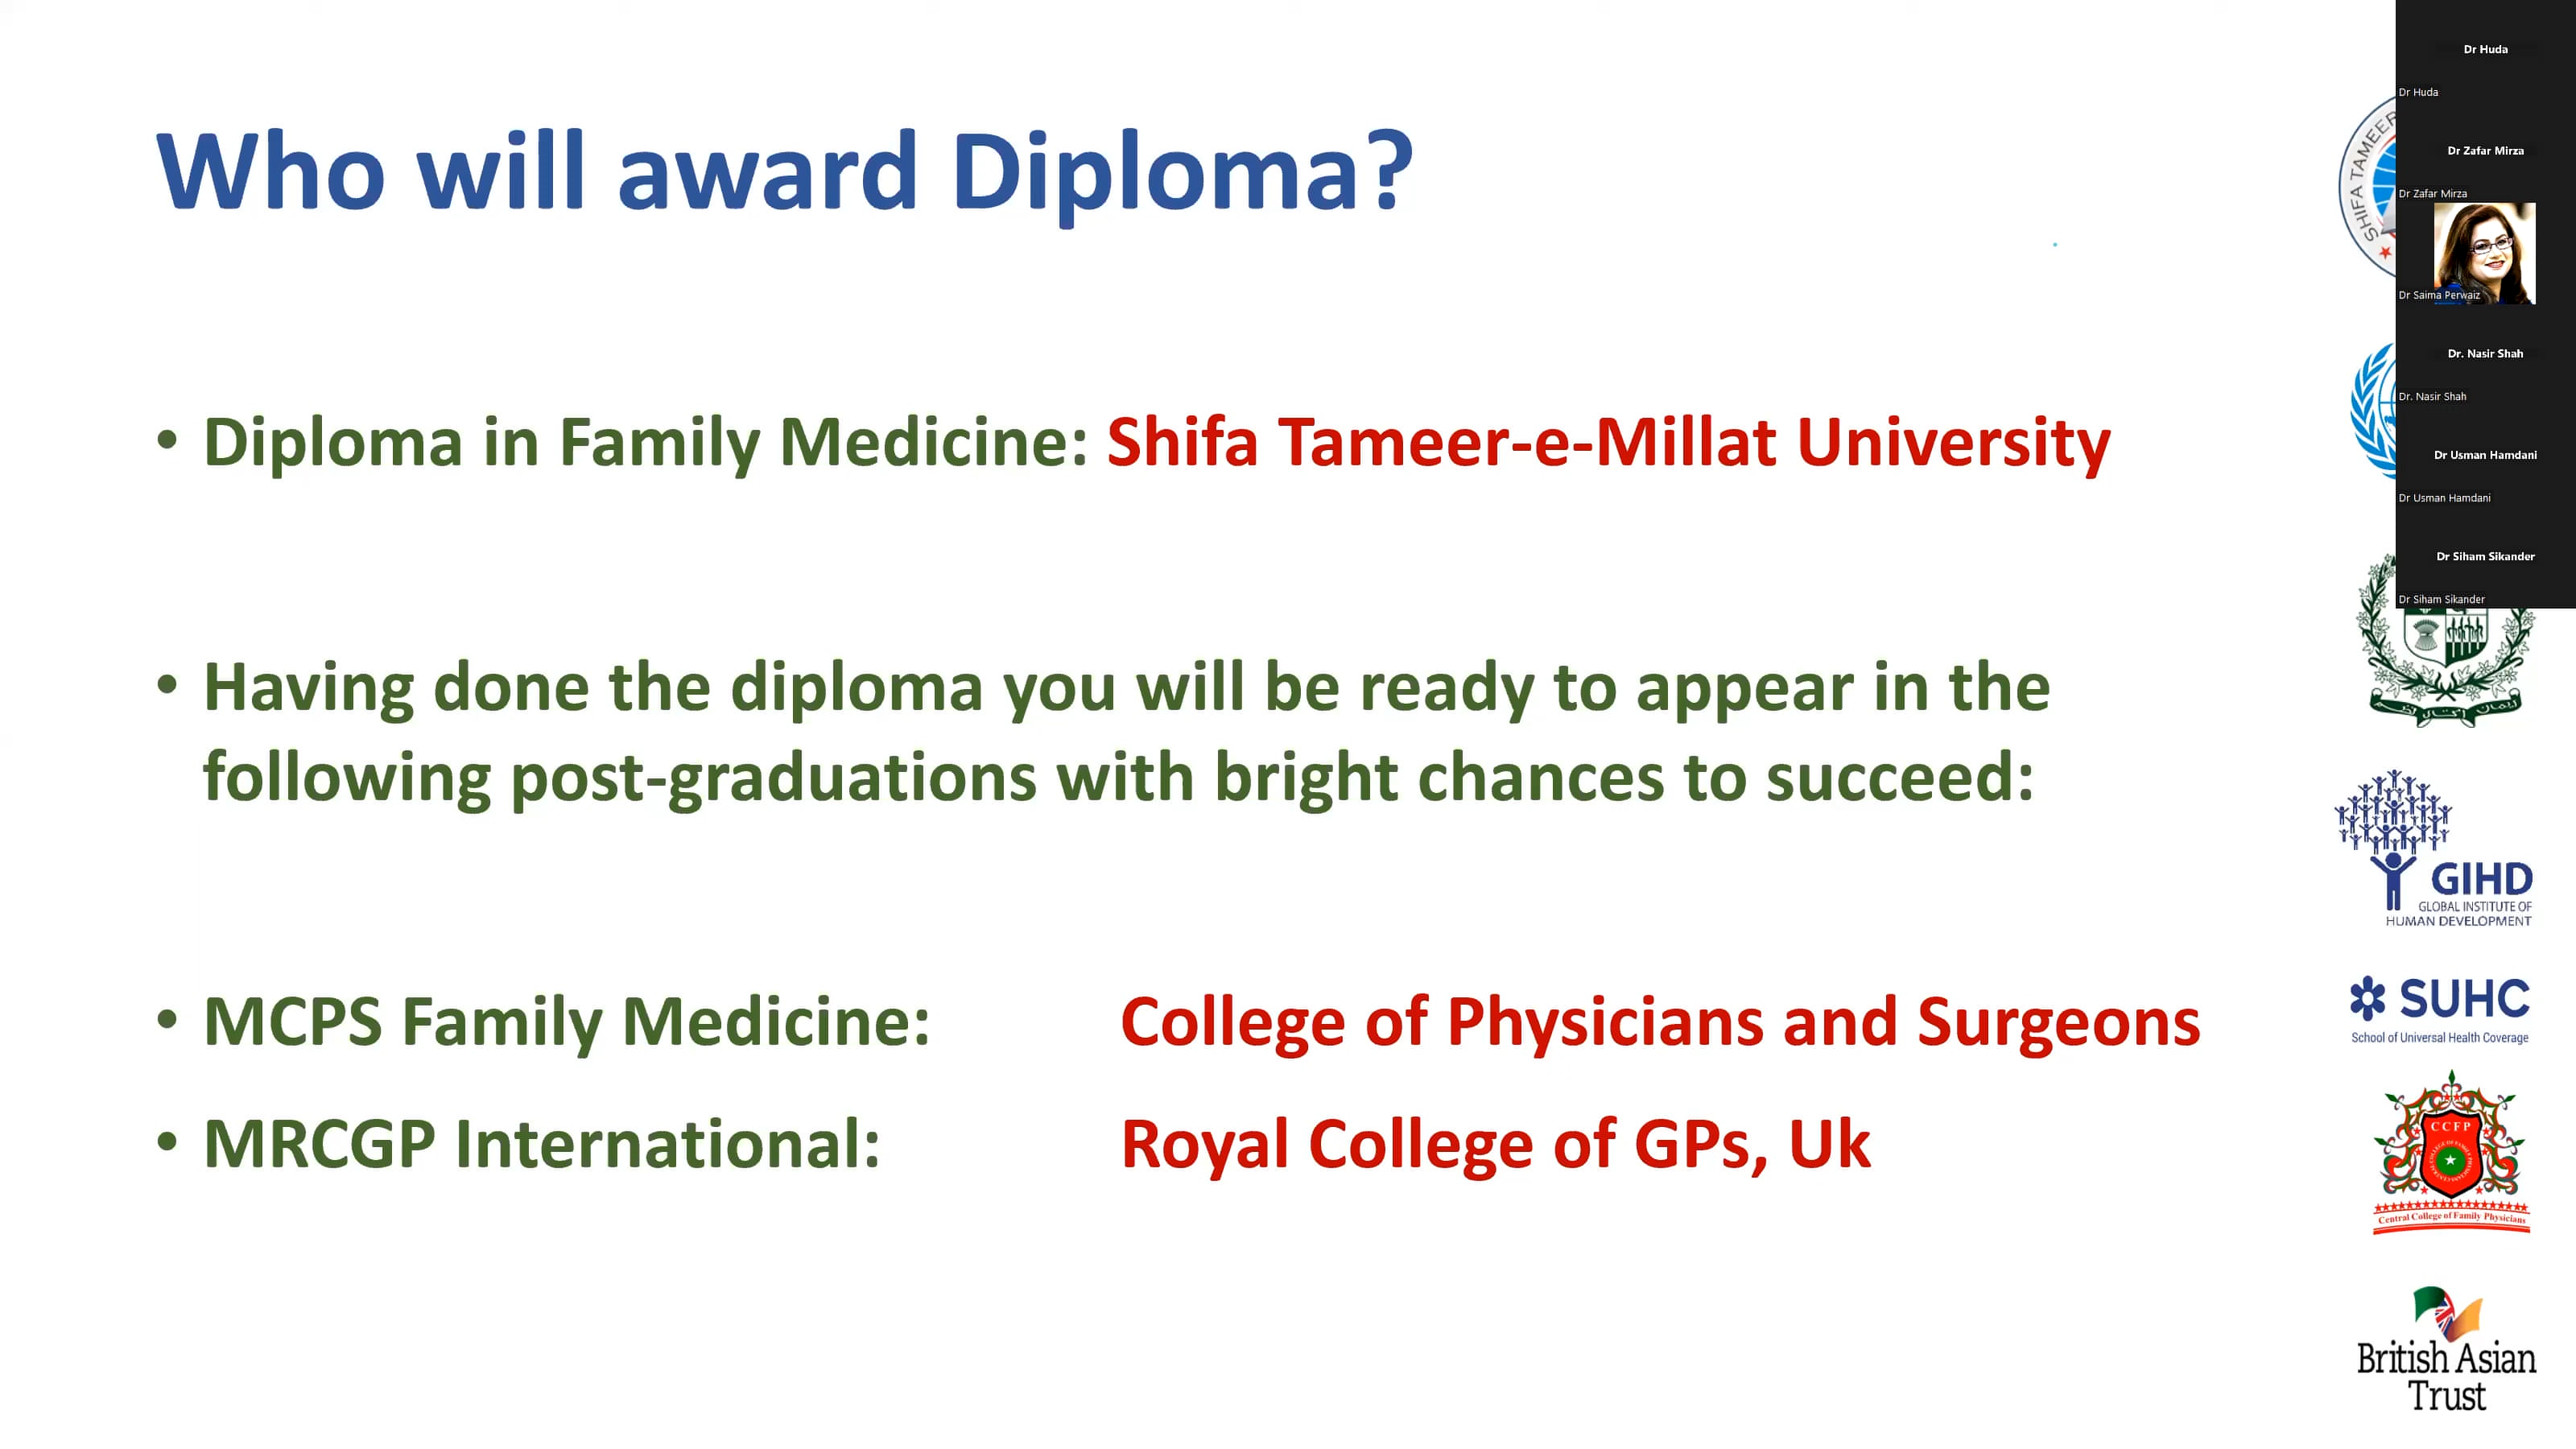 Who will award Diploma?
• Diploma in Family Medicine: Shifa Tameer-e-Millat University
• Having done the diploma you will be ready to appear in the
following post-graduations with bright chances to succeed:
• MCPS Family Medicine: College of Physicians and Surgeons
• MRCGP International: Royal College of GPs, Uk
Dr Huda
Dr Huda
Dr Zafar Mirza
Dr Zafar Mirza
Dr Saima Perwaiz
Dr. Nasir Shah
Dr. Nasir Shah
Dr Usman Hamdani
Dr Usman Hamdani
Dr Siham Sikander
Dr Siham Sikander
SHIFA TAMEER
GIHD
GLOBAL INSTITUTE OF
HUMAN DEVELOPMENT
SUHC
School of Universal Health Coverage
CCFP
Central College of Family Physicians
British Asian
Trust